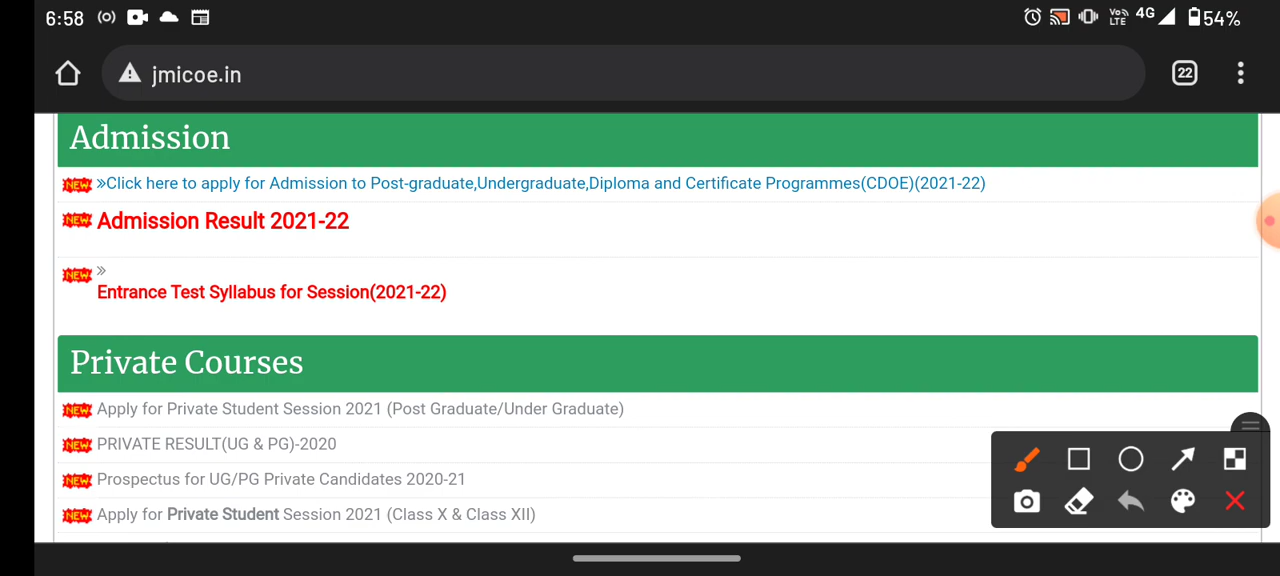 6:58 Vo)) LTE 4G 54%
jmicoe.in 22
Admission
NEW »Click here to apply for Admission to Post-graduate,Undergraduate,Diploma and Certificate Programmes(CDOE)(2021-22)
NEW Admission Result 2021-22
NEW »
Entrance Test Syllabus for Session(2021-22)
Private Courses
NEW Apply for Private Student Session 2021 (Post Graduate/Under Graduate)
NEW PRIVATE RESULT(UG & PG)-2020
NEW Prospectus for UG/PG Private Candidates 2020-21
NEW Apply for Private Student Session 2021 (Class X & Class XII)